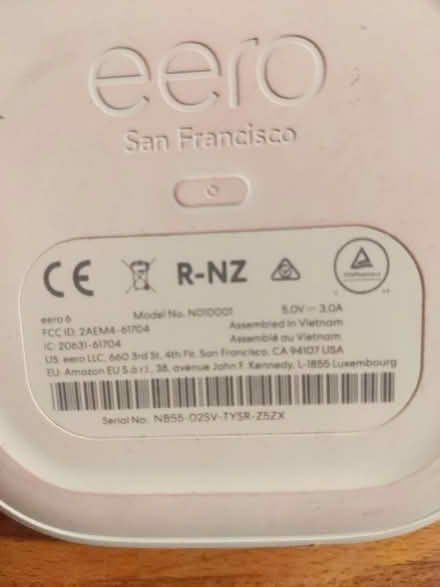 eero
San Francisco
CE R-NZ
eero 6 Model No. N010001 5.0V ⎓ 3.0A
FCC ID: 2AEM4-61704 Assembled in Vietnam
IC: 20631-61704 Assemblé au Vietnam
US: eero LLC, 660 3rd St, 4th Flr, San Francisco, CA 94107 USA
EU: Amazon EU S.à r.l., 38, avenue John F. Kennedy, L-1855 Luxembourg
Serial No: NB55-02SV-TYSR-Z5ZX